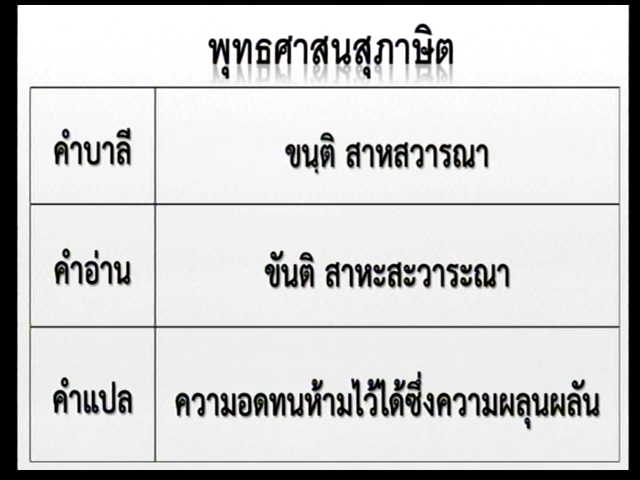 พุทธศาสนสุภาษิต
คำบาลี ขนฺติ สาหสวารณา
คำอ่าน ขันติ สาหะสะวาระณา
คำแปล ความอดทนห้ามไว้ได้ซึ่งความผลุนผลัน